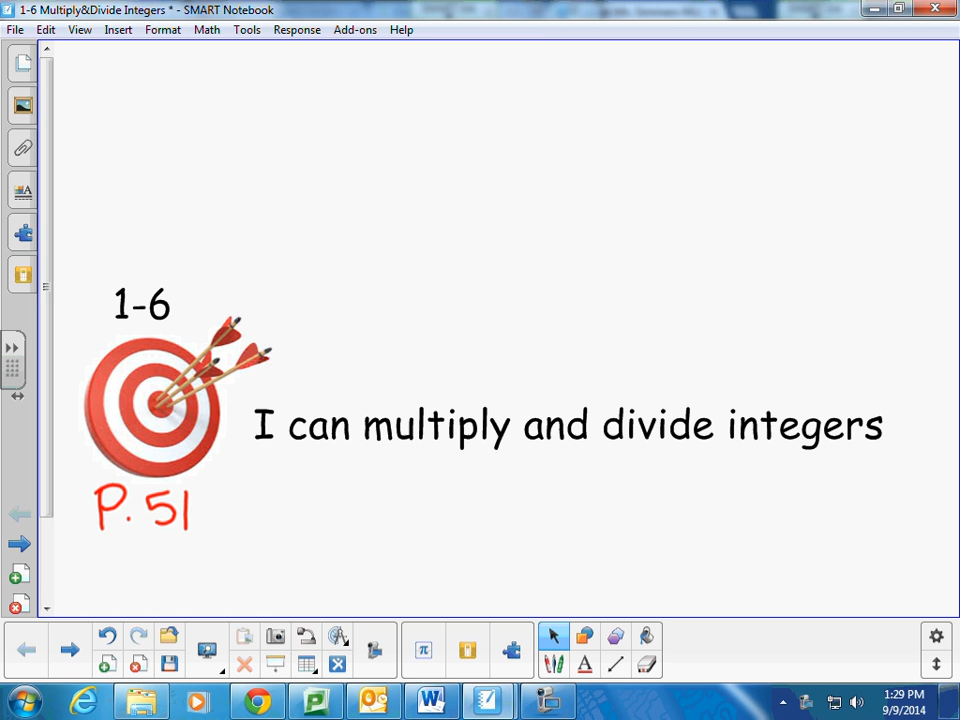 1-6 Multiply&Divide Integers * - SMART Notebook
File Edit View Insert Format Math Tools Response Add-ons Help
1-6
I can multiply and divide integers
P. 51
π
A
1:29 PM
9/9/2014